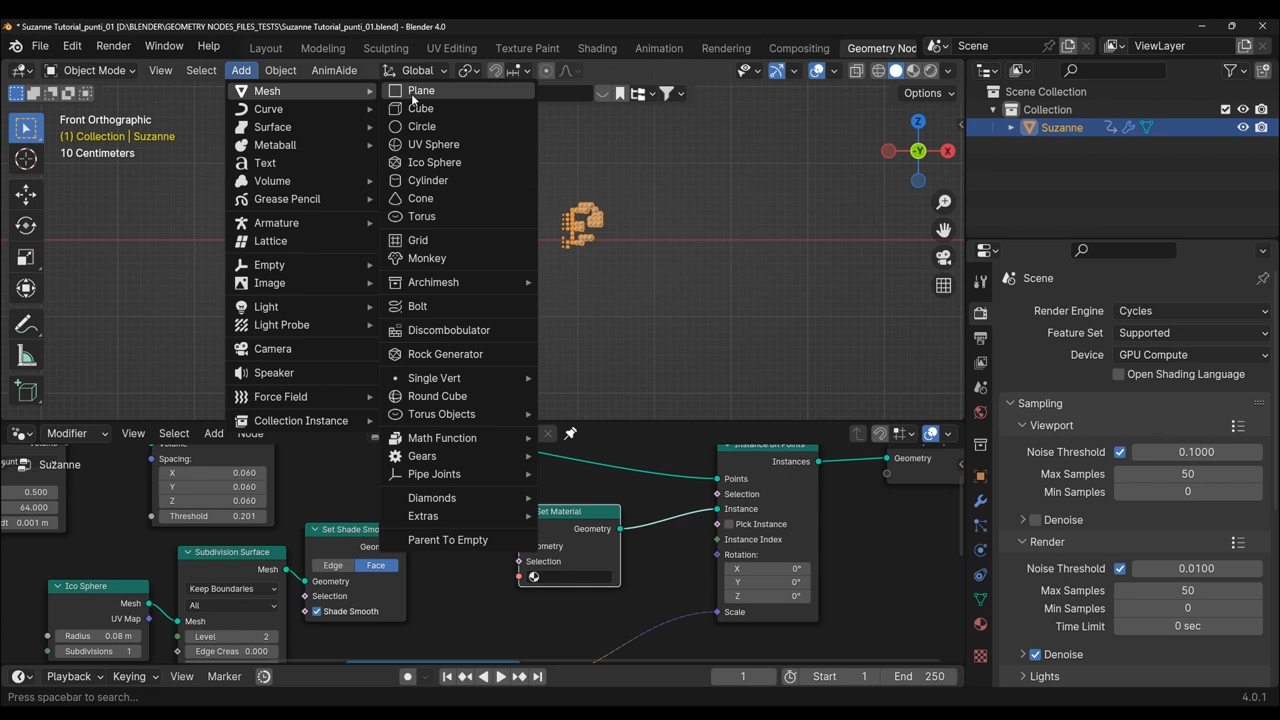 * Suzanne Tutorial_punti_01 [D:\BLENDER\GEOMETRY NODES_FILES_TESTS\Suzanne Tutorial_punti_01.blend] - Blender 4.0
File Edit Render Window Help
Layout Modeling Sculpting UV Editing Texture Paint Shading Animation Rendering Compositing Geometry Noc
Scene
ViewLayer
Object Mode View Select Add Object AnimAide
Global
Options
Front Orthographic
(1) Collection | Suzanne
10 Centimeters
Mesh
Curve
Surface
Metaball
Text
Volume
Grease Pencil
Armature
Lattice
Empty
Image
Light
Light Probe
Camera
Speaker
Force Field
Collection Instance
Plane
Cube
Circle
UV Sphere
Ico Sphere
Cylinder
Cone
Torus
Grid
Monkey
Archimesh
Bolt
Discombobulator
Rock Generator
Single Vert
Round Cube
Torus Objects
Math Function
Gears
Pipe Joints
Diamonds
Extras
Parent To Empty
Z
-Y
X
Scene Collection
Collection
Suzanne
Scene
Render Engine Cycles
Feature Set Supported
Device GPU Compute
Open Shading Language
Sampling
Viewport
Noise Threshold 0.1000
Max Samples 50
Min Samples 0
Denoise
Render
Noise Threshold 0.0100
Max Samples 50
Min Samples 0
Time Limit 0 sec
Denoise
Lights
Modifier View Select Add Node
Suzanne
0.500
64.000
0.001 m
Spacing:
X 0.060
Y 0.060
Z 0.060
Threshold 0.201
Ico Sphere
Mesh
UV Map
Radius 0.08 m
Subdivisions 1
Subdivision Surface
Mesh
Keep Boundaries
All
Mesh
Level 2
Edge Creas 0.000
Set Shade Smo
Geor
Edge Face
Geometry
Selection
Shade Smooth
Set Material
Geometry
ometry
Selection
Instance on Points
Instances
Points
Selection
Instance
Pick Instance
Instance Index
Rotation:
X 0°
Y 0°
Z 0°
Scale
Geometry
Playback Keying View Marker
1
Start 1
End 250
Press spacebar to search...
4.0.1